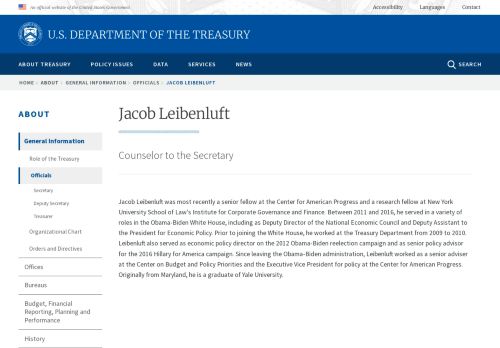 An official website of the United States Government
Accessibility
Languages
Contact
U.S. DEPARTMENT OF THE TREASURY
ABOUT TREASURY
POLICY ISSUES
DATA
SERVICES
NEWS
SEARCH
HOME › ABOUT › GENERAL INFORMATION › OFFICIALS › JACOB LEIBENLUFT
ABOUT
General Information
Role of the Treasury
Officials
Secretary
Deputy Secretary
Treasurer
Organizational Chart
Orders and Directives
Offices
Bureaus
Budget, Financial
Reporting, Planning and
Performance
History
Jacob Leibenluft
Counselor to the Secretary
Jacob Leibenluft was most recently a senior fellow at the Center for American Progress and a research fellow at New York
University School of Law's Institute for Corporate Governance and Finance. Between 2011 and 2016, he served in a variety of
roles in the Obama-Biden White House, including as Deputy Director of the National Economic Council and Deputy Assistant to
the President for Economic Policy. Prior to joining the White House, he worked at the Treasury Department from 2009 to 2010.
Leibenluft also served as economic policy director on the 2012 Obama-Biden reelection campaign and as senior policy advisor
for the 2016 Hillary for America campaign. Since leaving the Obama-Biden administration, Leibenluft worked as a senior adviser
at the Center on Budget and Policy Priorities and the Executive Vice President for policy at the Center for American Progress.
Originally from Maryland, he is a graduate of Yale University.